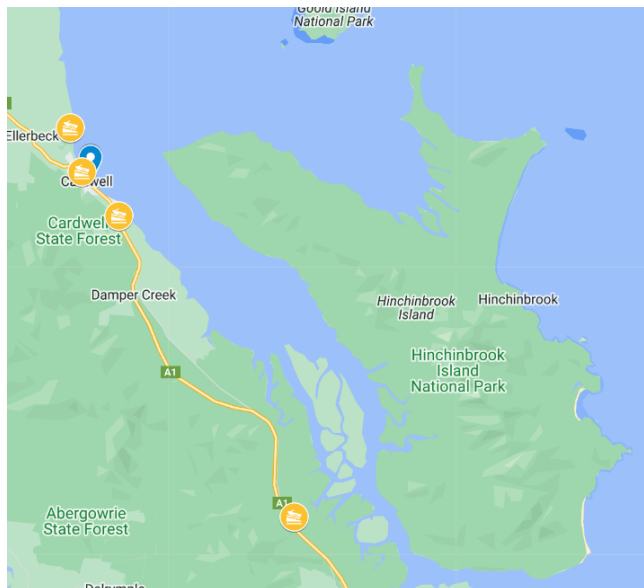 Goold Island
National Park
Ellerbeck
Cardwell
Cardwell
State Forest
Damper Creek
Hinchinbrook
Island
Hinchinbrook
Hinchinbrook
Island
National Park
A1
A1
Abergowrie
State Forest
Dalrymple